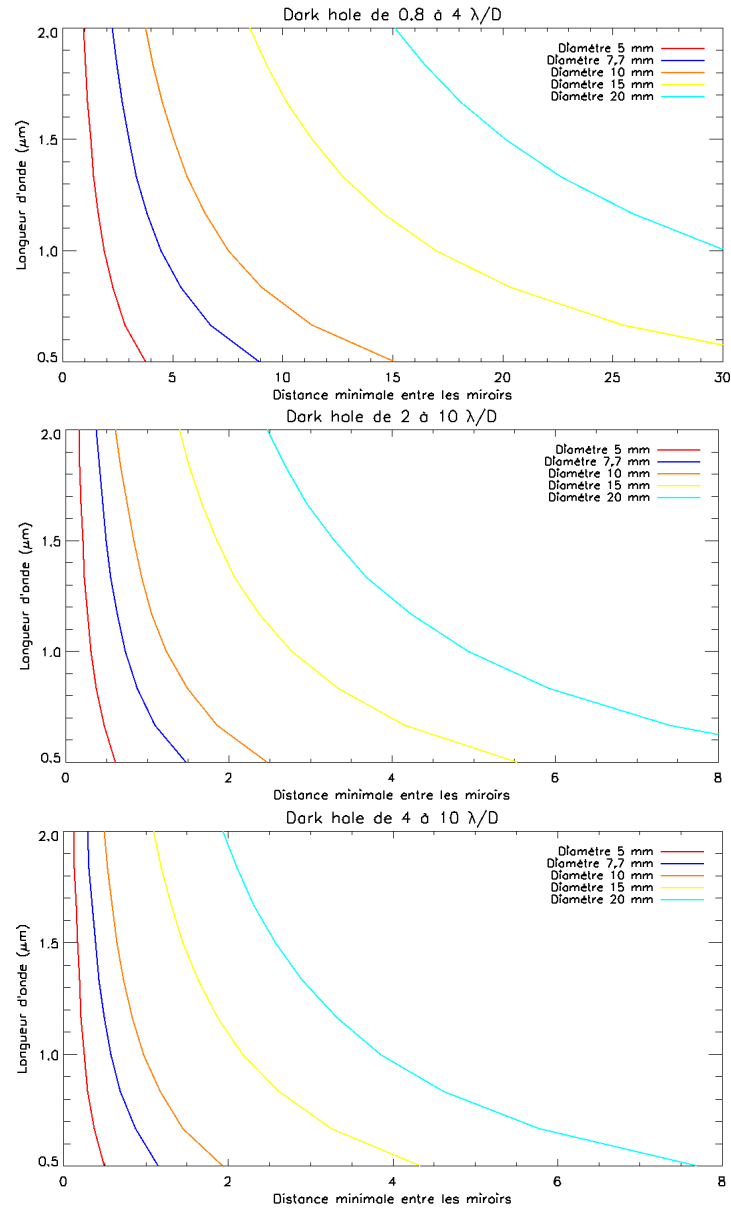 Dark hole de 0.8 à 4 λ/D
Diamètre 5 mm
Diamètre 7,7 mm
Diamètre 10 mm
Diamètre 15 mm
Diamètre 20 mm
Longueur d'onde (μm)
2.0
1.5
1.0
0.5
0 5 10 15 20 25 30
Distance minimale entre les miroirs
Dark hole de 2 à 10 λ/D
Diamètre 5 mm
Diamètre 7,7 mm
Diamètre 10 mm
Diamètre 15 mm
Diamètre 20 mm
Longueur d'onde (μm)
2.0
1.5
1.0
0.5
0 2 4 6 8
Distance minimale entre les miroirs
Dark hole de 4 à 10 λ/D
Diamètre 5 mm
Diamètre 7,7 mm
Diamètre 10 mm
Diamètre 15 mm
Diamètre 20 mm
Longueur d'onde (μm)
2.0
1.5
1.0
0.5
0 2 4 6 8
Distance minimale entre les miroirs